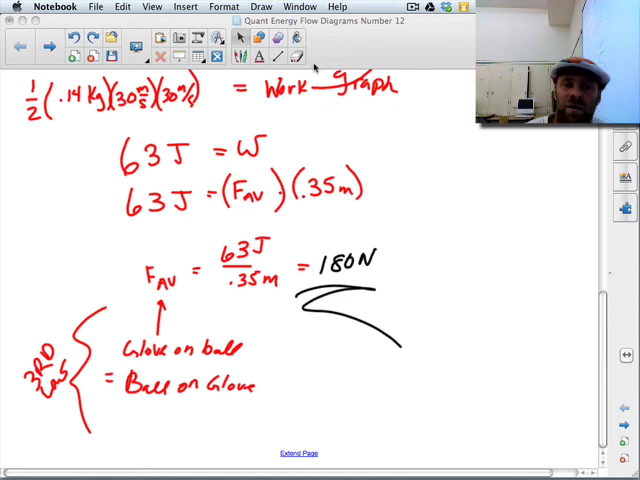 Notebook File Edit View Insert Format Draw Window Help
Quant Energy Flow Diagrams Number 12
1/2 (.14 kg)(30 m/s)(30 m/s) = Work graph
63 J = W
63 J = (FAV) · (.35 m)
FAV = 63 J / .35 m = 180 N
Glove on ball
= Ball on Glove
3RD
Law
Extend Page